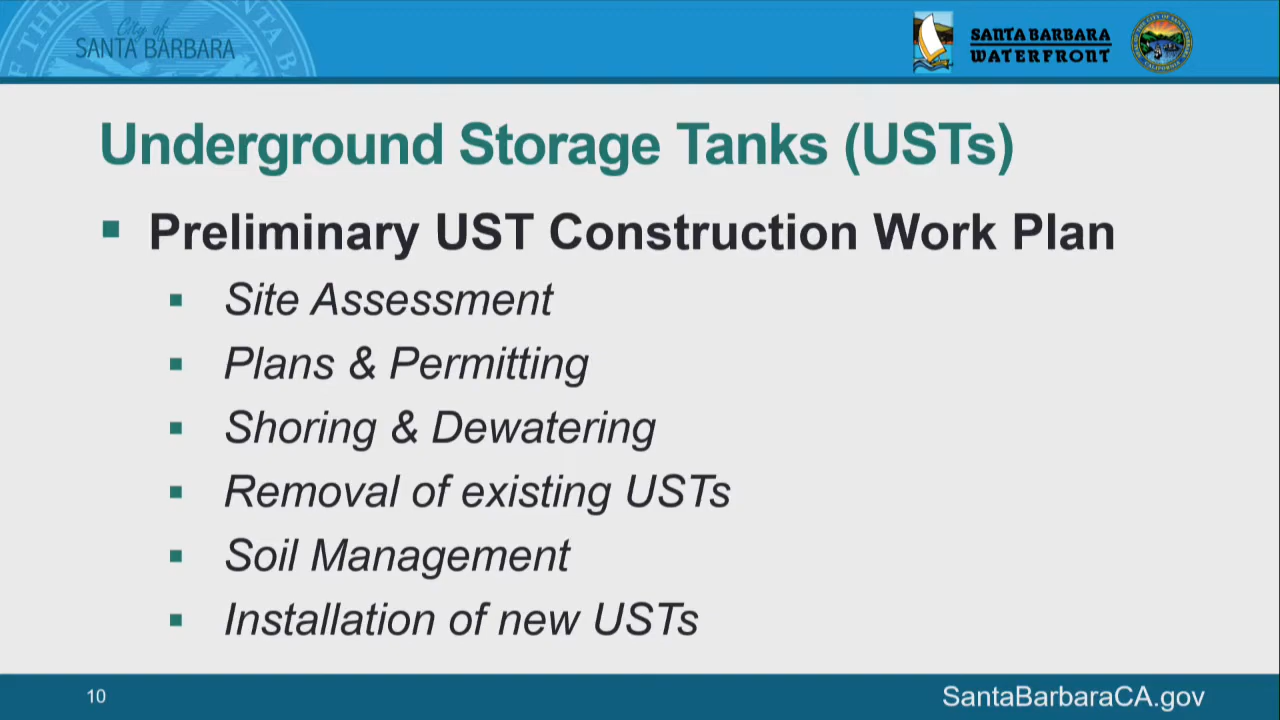 City of
SANTA BARBARA
SANTA BARBARA
WATERFRONT
Underground Storage Tanks (USTs)
Preliminary UST Construction Work Plan
Site Assessment
Plans & Permitting
Shoring & Dewatering
Removal of existing USTs
Soil Management
Installation of new USTs
10
SantaBarbaraCA.gov